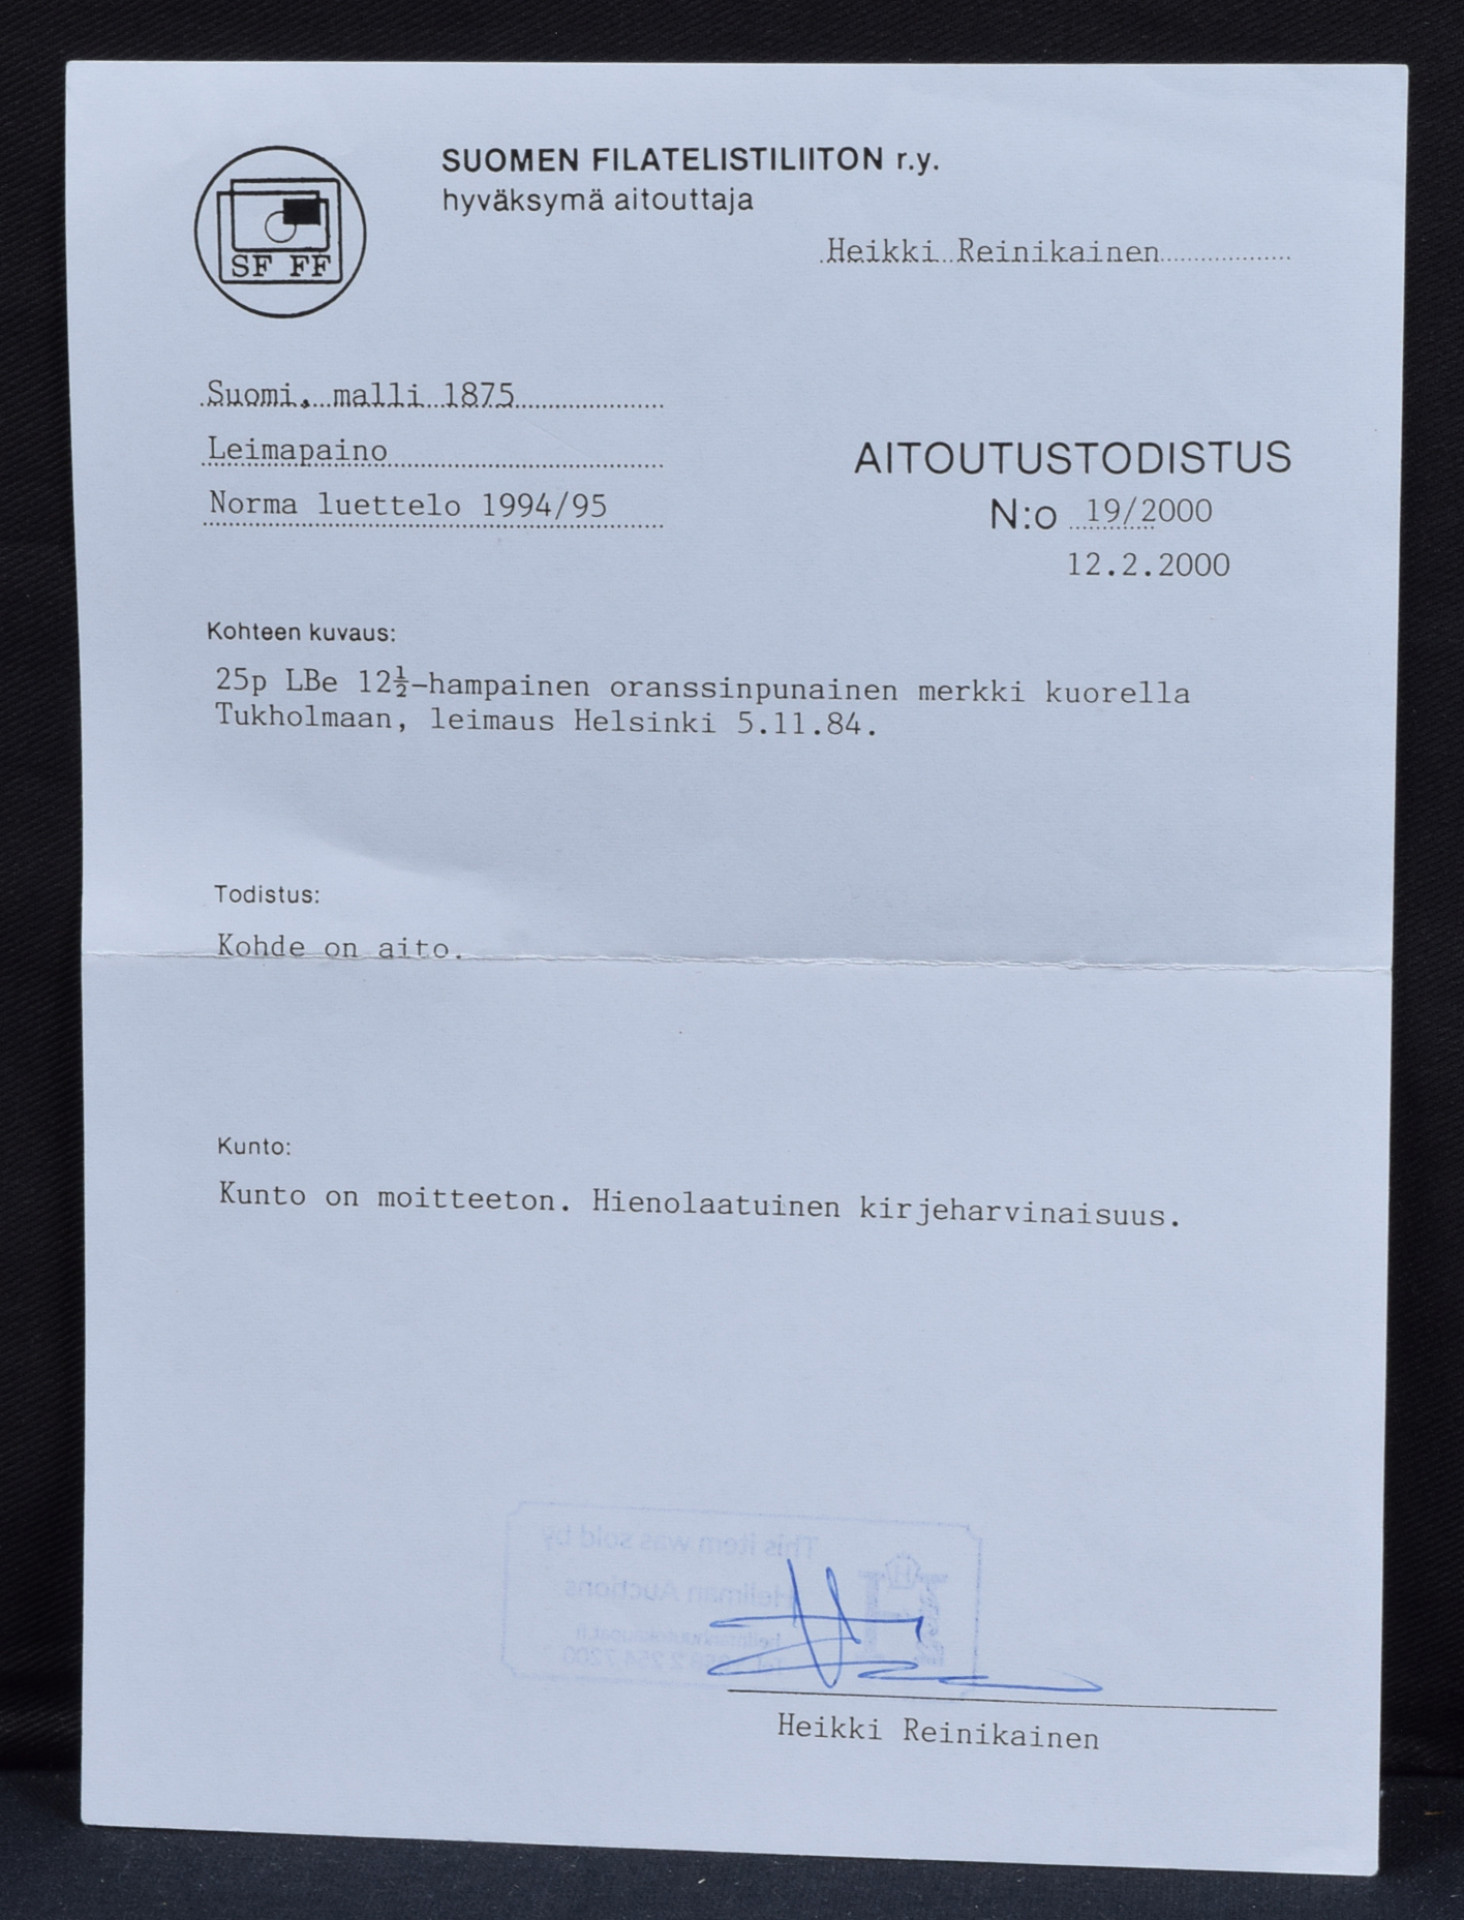 SUOMEN FILATELISTILIITON r.y.
hyväksymä aitouttaja
Heikki Reinikainen
SF FF
Suomi, malli 1875
Leimapaino
Norma luettelo 1994/95
AITOUTUSTODISTUS
N:o 19/2000
12.2.2000
Kohteen kuvaus:
25p LBe 12½-hampainen oranssinpunainen merkki kuorella
Tukholmaan, leimaus Helsinki 5.11.84.
Todistus:
Kohde on aito.
Kunto:
Kunto on moitteeton. Hienolaatuinen kirjeharvinaisuus.
This item was sold by
Hellman Auctions
Heikki Reinikainen